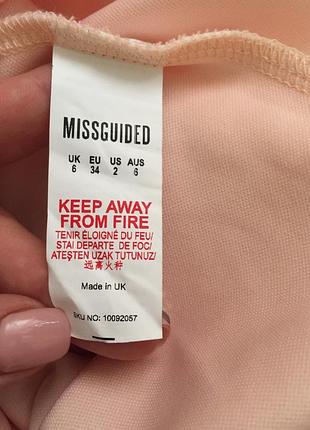 MISSGUIDED
UK EU US AUS
6 34 2 6
KEEP AWAY
FROM FIRE
TENIR ÉLOIGNÉ DU FEU/
STAI DEPARTE DE FOC/
ATEŞTEN UZAK TUTUNUZ/
远离火种
Made in UK
SKU NO: 10092057